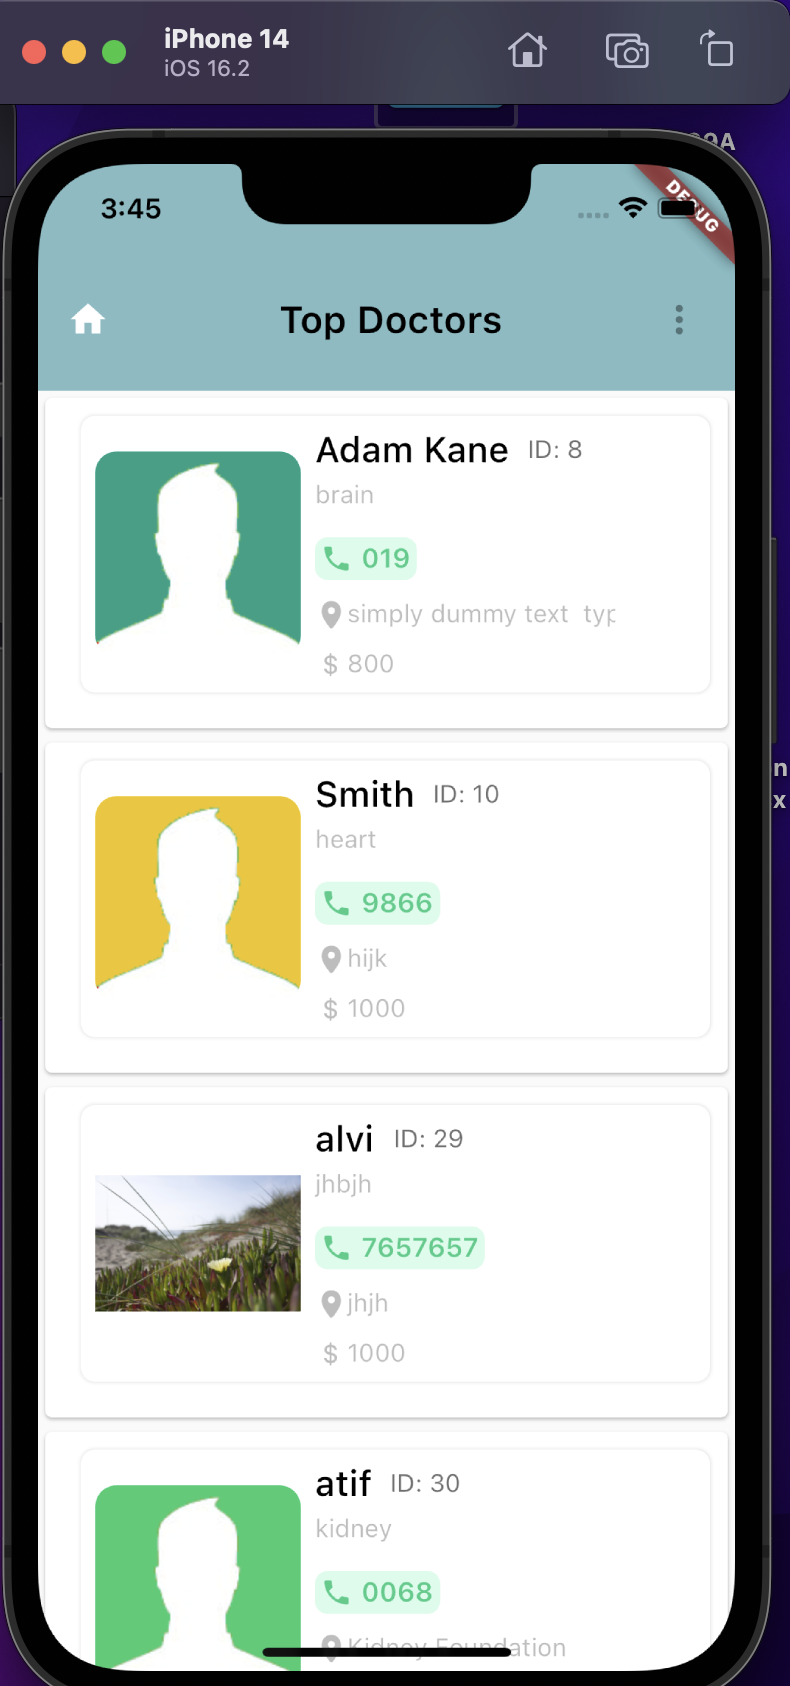 iPhone 14
iOS 16.2
3:45
DEBUG
Top Doctors
Adam Kane ID: 8
brain
019
simply dummy text typ
$ 800
Smith ID: 10
heart
9866
hijk
$ 1000
alvi ID: 29
jhbjh
7657657
jhjh
$ 1000
atif ID: 30
kidney
0068
Kidney Foundation